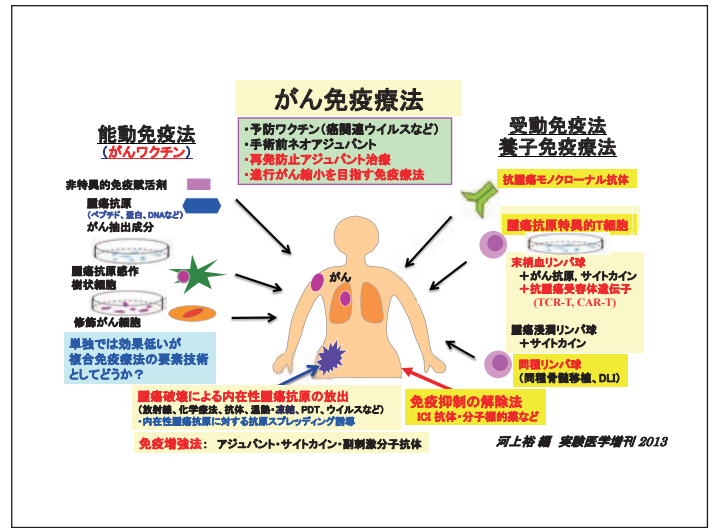 がん免疫療法
・予防ワクチン（癌関連ウイルスなど）
・手術前ネオアジュバント
・再発防止アジュバント治療
・進行がん縮小を目指す免疫療法
能動免疫法
（がんワクチン）
非特異的免疫賦活剤
腫瘍抗原
（ペプチド、蛋白、DNAなど）
がん抽出成分
腫瘍抗原感作
樹状細胞
修飾がん細胞
単独では効果低いが
複合免疫療法の要素技術
としてどうか？
がん
受動免疫法
養子免疫療法
抗腫瘍モノクローナル抗体
腫瘍抗原特異的T細胞
末梢血リンパ球
＋がん抗原, サイトカイン
＋抗腫瘍受容体遺伝子
(TCR-T, CAR-T)
腫瘍浸潤リンパ球
＋サイトカイン
同種リンパ球
（同種骨髄移植、DLI）
腫瘍破壊による内在性腫瘍抗原の放出
（放射線、化学療法、抗体、温熱・凍結、PDT、ウイルスなど）
・内在性腫瘍抗原に対する抗原スプレッディング誘導
免疫増強法： アジュバント・サイトカイン・副刺激分子抗体
免疫抑制の解除法
ICI 抗体・分子標的薬など
河上裕 編 実験医学増刊 2013